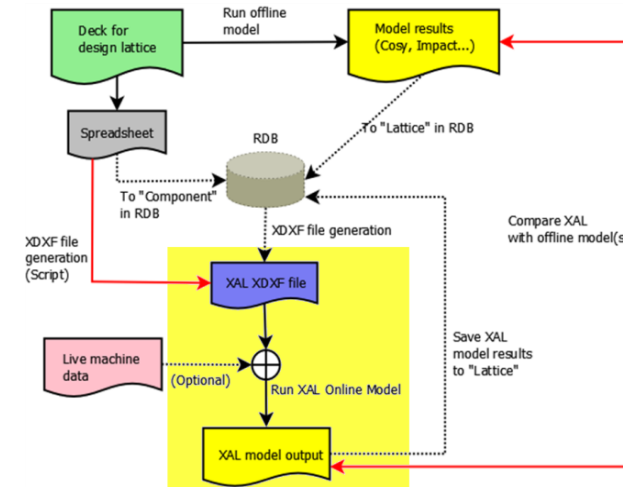 Deck for
design lattice
Run offline
model
Model results
(Cosy, Impact...)
Spreadsheet
RDB
To "Lattice" in RDB
To "Component"
in RDB
XDXF file generation
XDXF file
generation
(Script)
Compare XAL
with offline model(s
XAL XDXF file
Live machine
data
(Optional)
Run XAL Online Model
Save XAL
model results
to "Lattice"
XAL model output